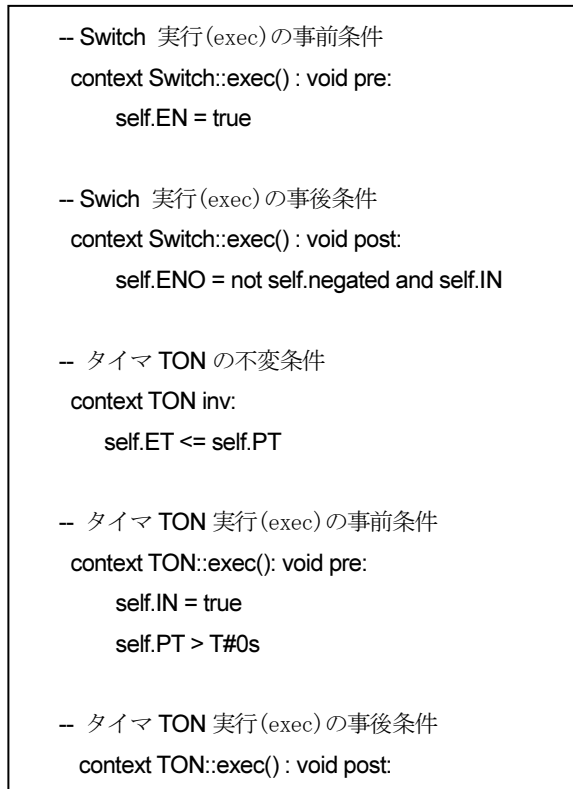 -- Switch 実行(exec)の事前条件
context Switch::exec() : void pre:
self.EN = true
-- Swich 実行(exec)の事後条件
context Switch::exec() : void post:
self.ENO = not self.negated and self.IN
-- タイマ TON の不変条件
context TON inv:
self.ET <= self.PT
-- タイマ TON 実行(exec)の事前条件
context TON::exec(): void pre:
self.IN = true
self.PT > T#0s
-- タイマ TON 実行(exec)の事後条件
context TON::exec() : void post: